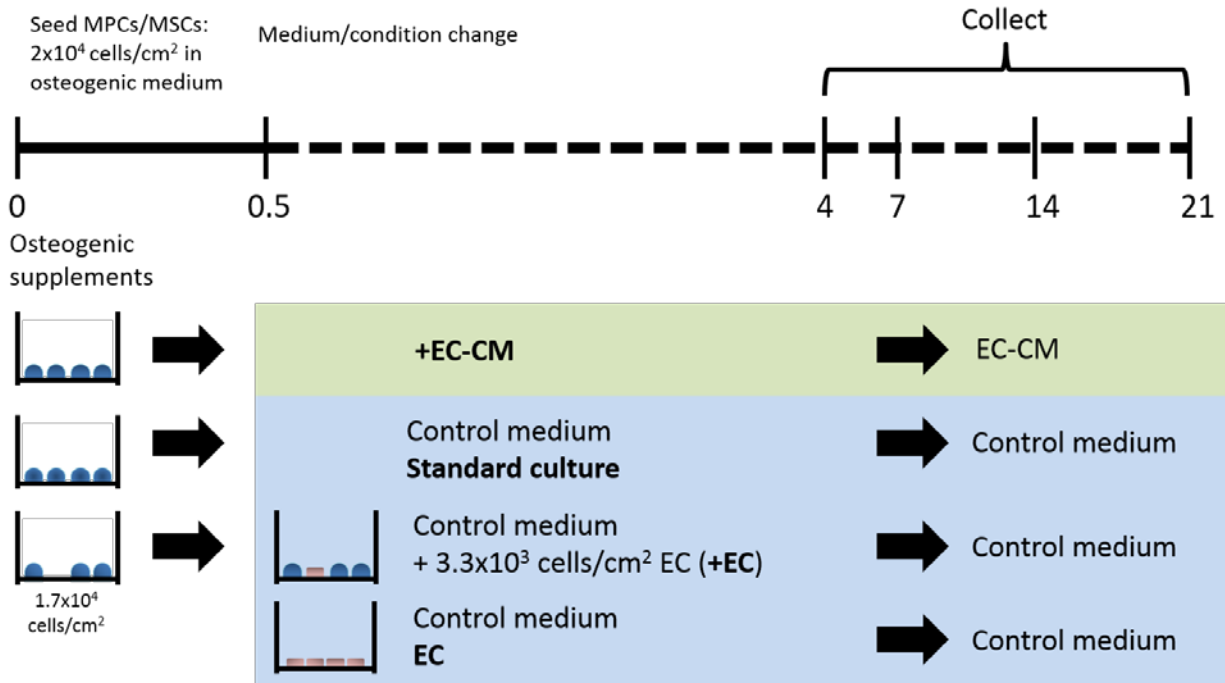 Seed MPCs/MSCs:
2x10⁴ cells/cm² in
osteogenic medium
Medium/condition change
Collect
0
0.5
4
7
14
21
Osteogenic
supplements
+EC-CM
EC-CM
Control medium
Standard culture
Control medium
Control medium
+ 3.3x10³ cells/cm² EC (+EC)
Control medium
1.7x10⁴
cells/cm²
Control medium
EC
Control medium